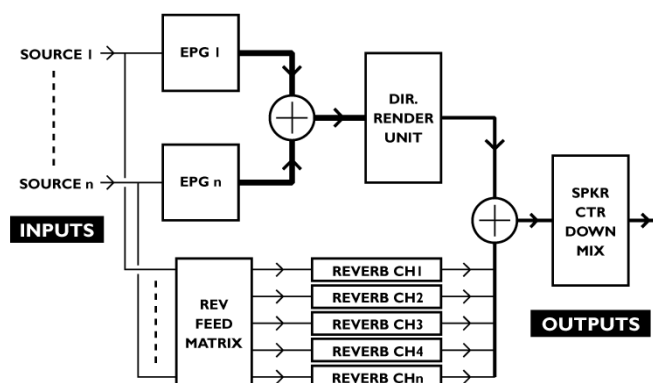 SOURCE 1
EPG 1
DIR.
RENDER
UNIT
SOURCE n
EPG n
INPUTS
SPKR
CTR
DOWN
MIX
REV
FEED
MATRIX
REVERB CH1
REVERB CH2
REVERB CH3
REVERB CH4
REVERB CHn
OUTPUTS